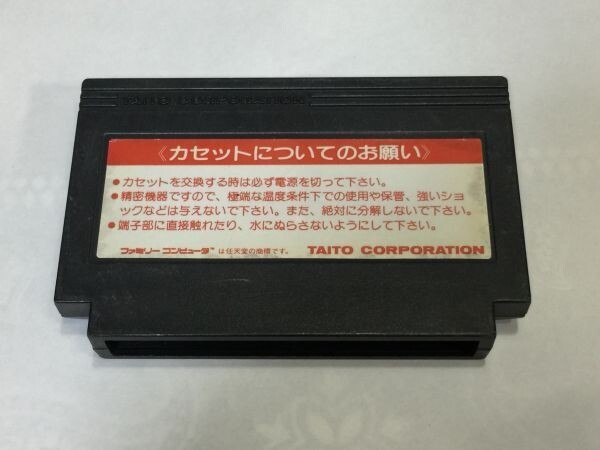 TAITO CORPORATION
《カセットについてのお願い》
●カセットを交換する時は必ず電源を切って下さい。
●精密機器ですので、極端な温度条件下での使用や保管、強いショ
ックなどは与えないで下さい。また、絶対に分解しないで下さい。
●端子部に直接触れたり、水にぬらさないようにして下さい。
ファミリーコンピュータ™は任天堂の商標です。 TAITO CORPORATION